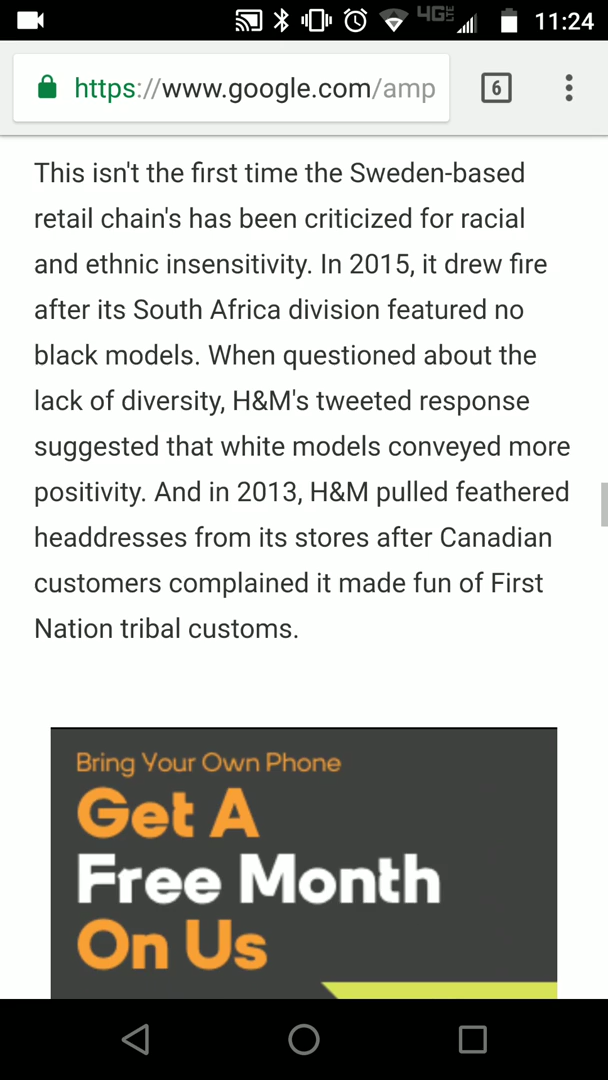 4G LTE
11:24
https://www.google.com/amp
6
This isn't the first time the Sweden-based
retail chain's has been criticized for racial
and ethnic insensitivity. In 2015, it drew fire
after its South Africa division featured no
black models. When questioned about the
lack of diversity, H&M's tweeted response
suggested that white models conveyed more
positivity. And in 2013, H&M pulled feathered
headdresses from its stores after Canadian
customers complained it made fun of First
Nation tribal customs.
Bring Your Own Phone
Get A
Free Month
On Us